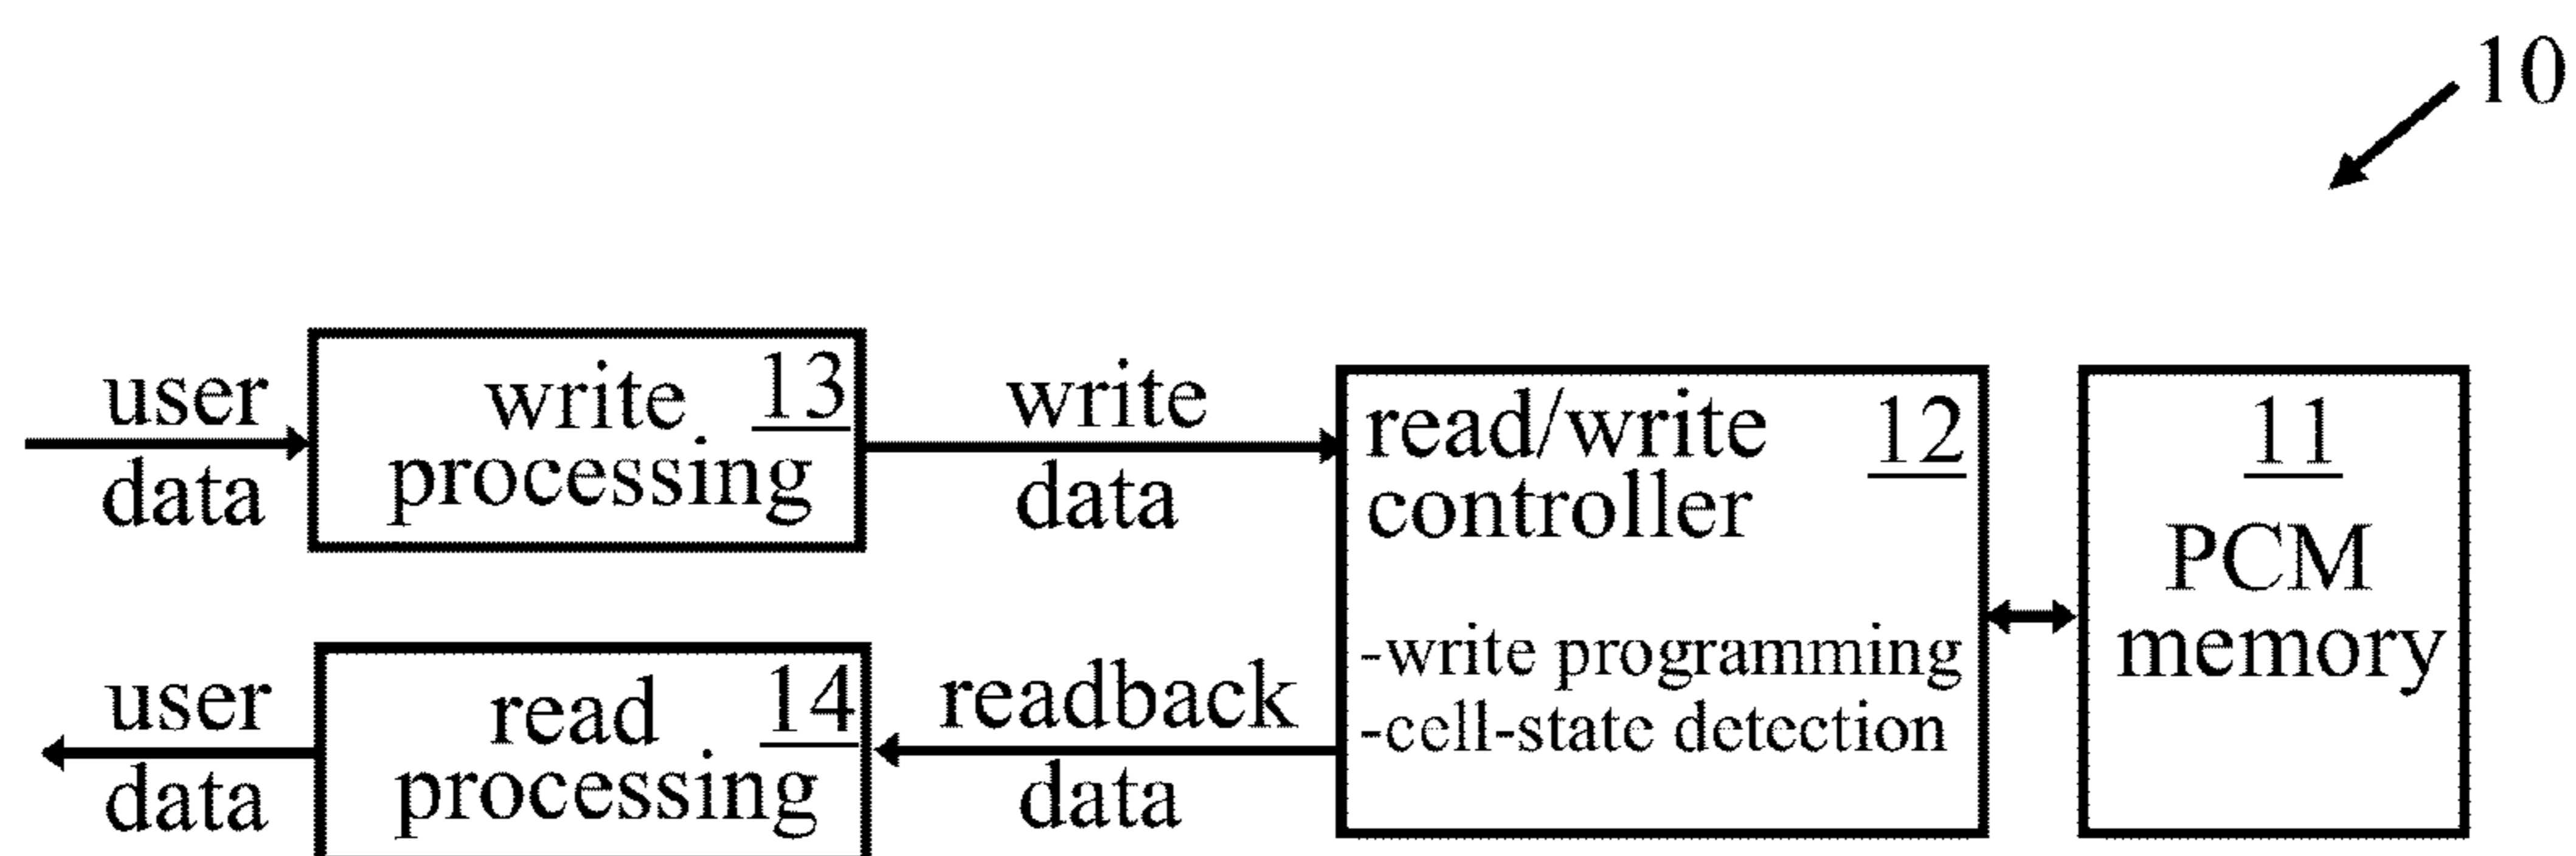 10
user
data
write 13
processing
write
data
read/write 12
controller
-write programming
-cell-state detection
11
PCM
memory
user
data
read 14
processing
readback
data